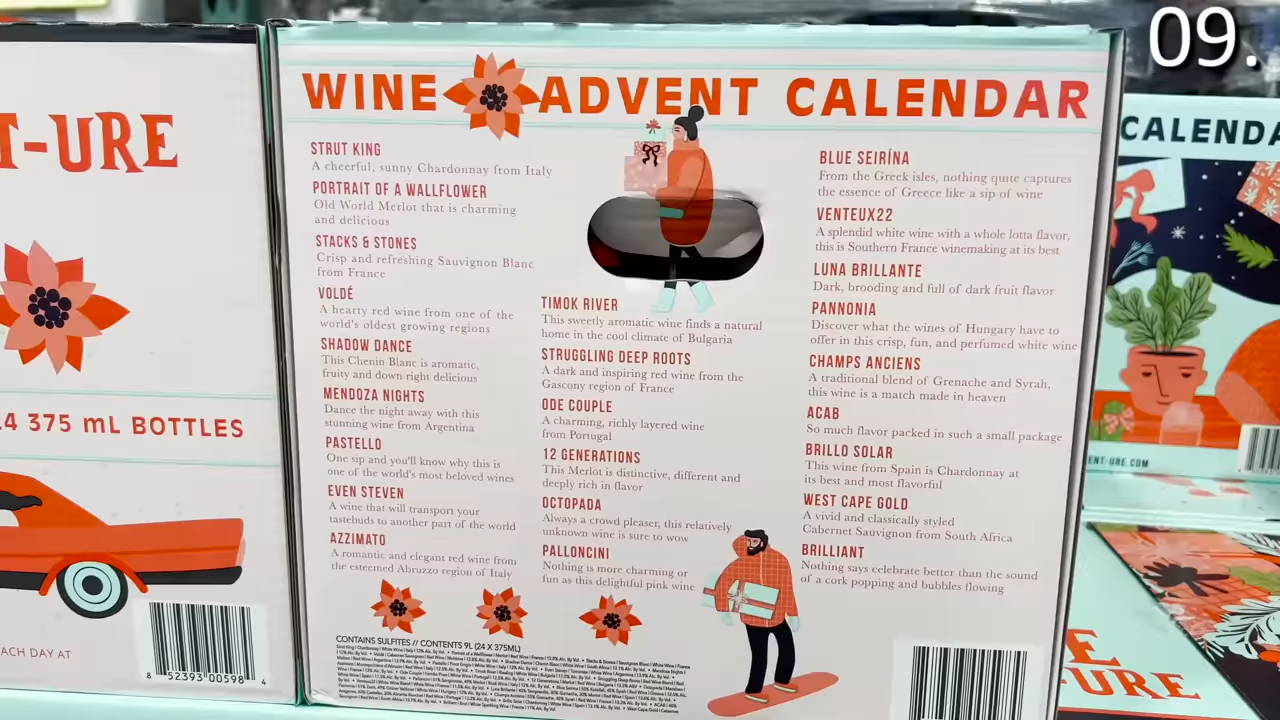 09.
T-URE
24 375 mL BOTTLES
ACH DAY AT
8 52393 00598 4
WINE ADVENT CALENDAR
STRUT KING
A cheerful, sunny Chardonnay from Italy
PORTRAIT OF A WALLFLOWER
Old World Merlot that is charming
and delicious
STACKS & STONES
Crisp and refreshing Sauvignon Blanc
from France
VOLDÉ
A hearty red wine from one of the
world's oldest growing regions
SHADOW DANCE
This Chenin Blanc is aromatic,
fruity and down right delicious
MENDOZA NIGHTS
Dance the night away with this
stunning wine from Argentina
PASTELLO
One sip and you'll know why this is
one of the world's most beloved wines
EVEN STEVEN
A wine that will transport your
tastebuds to another part of the world
AZZIMATO
A romantic and elegant red wine from
the esteemed Abruzzo region of Italy
TIMOK RIVER
This sweetly aromatic wine finds a natural
home in the cool climate of Bulgaria
STRUGGLING DEEP ROOTS
A dark and inspiring red wine from the
Gascony region of France
ODE COUPLE
A charming, richly layered wine
from Portugal
12 GENERATIONS
This Merlot is distinctive, different and
deeply rich in flavor
OCTOPADA
Always a crowd pleaser, this relatively
unknown wine is sure to wow
PALLONCINI
Nothing is more charming or
fun as this delightful pink wine
BLUE SEIRÍNA
From the Greek isles, nothing quite captures
the essence of Greece like a sip of wine
VENTEUX22
A splendid white wine with a whole lotta flavor,
this is Southern France winemaking at its best
LUNA BRILLANTE
Dark, brooding and full of dark fruit flavor
PANNONIA
Discover what the wines of Hungary have to
offer in this crisp, fun, and perfumed white wine
CHAMPS ANCIENS
A traditional blend of Grenache and Syrah,
this wine is a match made in heaven
ACAB
So much flavor packed in such a small package
BRILLO SOLAR
This wine from Spain is Chardonnay at
its best and most flavorful
WEST CAPE GOLD
A vivid and classically styled
Cabernet Sauvignon from South Africa
BRILLIANT
Nothing says celebrate better than the sound
of a cork popping and bubbles flowing
CONTAINS SULFITES // CONTENTS 9L (24 X 375ML)
CALENDA
ENT-URE.COM
E
URE